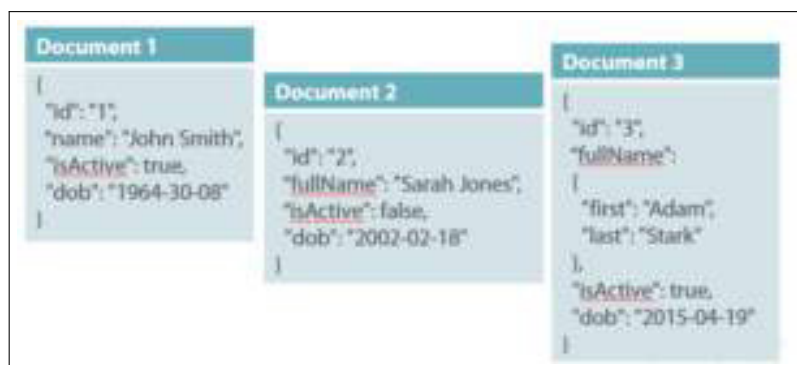 Document 1
{
"id": "1",
"name": "John Smith",
"isActive": true,
"dob": "1964-30-08"
}
Document 2
{
"id": "2",
"fullName": "Sarah Jones",
"isActive": false,
"dob": "2002-02-18"
}
Document 3
{
"id": "3",
"fullName":
{
"first": "Adam",
"last": "Stark"
},
"isActive": true,
"dob": "2015-04-19"
}